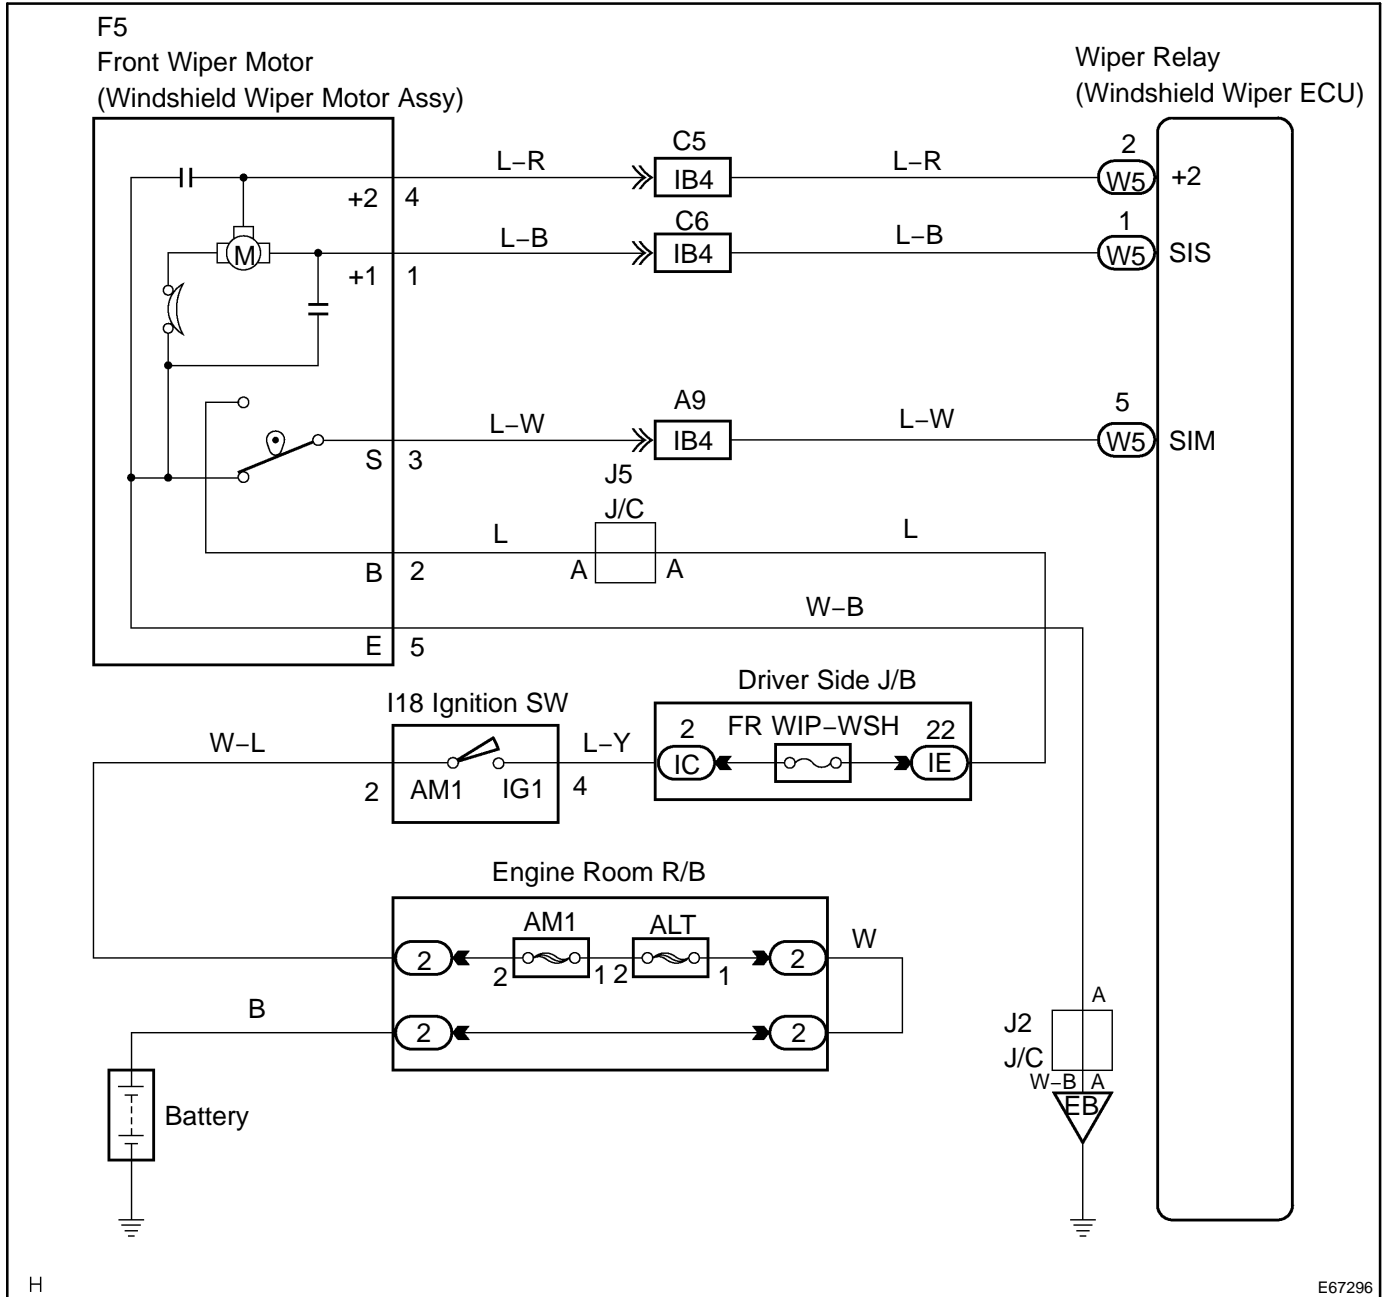 F5
Front Wiper Motor
(Windshield Wiper Motor Assy)
Wiper Relay
(Windshield Wiper ECU)
C5
2
L−R
L−R
IB4
W5
+2
+2
4
C6
1
M
L−B
L−B
IB4
W5
SIS
+1
1
A9
5
L−W
L−W
IB4
W5
SIM
S
3
J5
J/C
L
L
A
A
B
2
W−B
E
5
Driver Side J/B
I18 Ignition SW
2
FR WIP−WSH
22
W−L
L−Y
IC
IE
2
AM1
IG1
4
Engine Room R/B
AM1
ALT
W
2
2
2
1
2
1
B
2
2
A
J2
J/C
W−B
A
EB
Battery
H
E67296